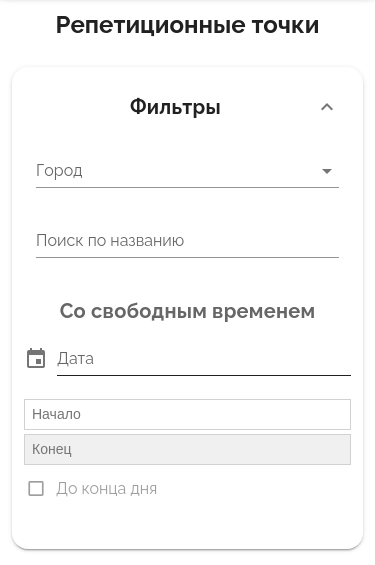 Репетиционные точки
Фильтры
Город
Поиск по названию
Со свободным временем
Дата
Начало
Конец
До конца дня